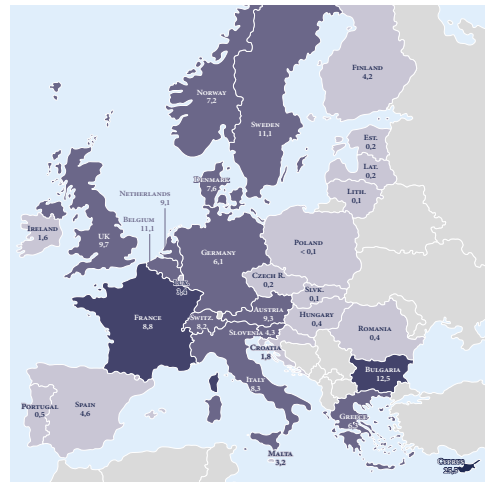 Finland
4,2
Norway
7,2
Sweden
11,1
Est.
0,2
Lat.
0,2
Lith.
0,1
Denmark
7,6
Netherlands
9,1
Belgium
11,1
Ireland
1,6
UK
9,7
Germany
6,1
Poland
< 0,1
Czech R.
0,2
Slvk.
0,1
France
8,8
Switz.
8,2
Austria
9,3
Hungary
0,4
Slovenia 4,3
Croatia
1,8
Romania
0,4
Bulgaria
12,5
Italy
8,3
Portugal
0,5
Spain
4,6
Greece
Malta
3,2
Cyprus